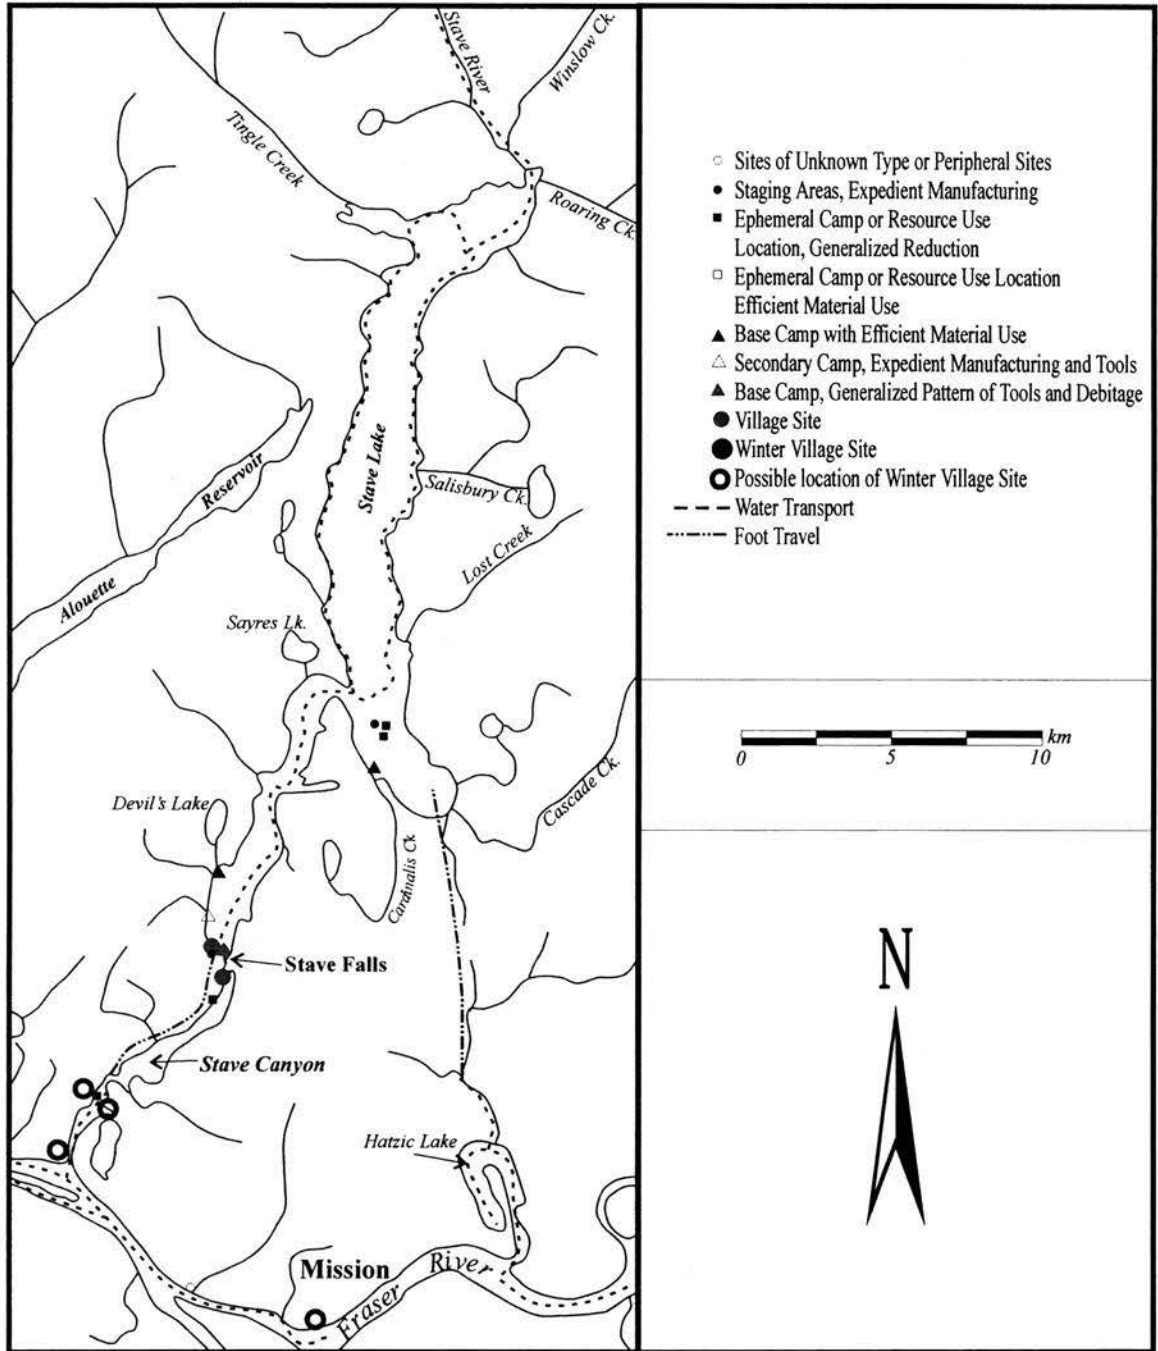 Stave River
Winslow Ck.
Tingle Creek
Roaring Ck.
Stave Lake
Reservoir
Alouette
Salisbury Ck.
Lost Creek
Sayres Lk.
Devil's Lake
Cascade Ck.
Cardinalis Ck
Stave Falls
Stave Canyon
Hatzic Lake
Mission
Fraser River
Sites of Unknown Type or Peripheral Sites
Staging Areas, Expedient Manufacturing
Ephemeral Camp or Resource Use
Location, Generalized Reduction
Ephemeral Camp or Resource Use Location
Efficient Material Use
Base Camp with Efficient Material Use
Secondary Camp, Expedient Manufacturing and Tools
Base Camp, Generalized Pattern of Tools and Debitage
Village Site
Winter Village Site
Possible location of Winter Village Site
Water Transport
Foot Travel
km
0 5 10
N